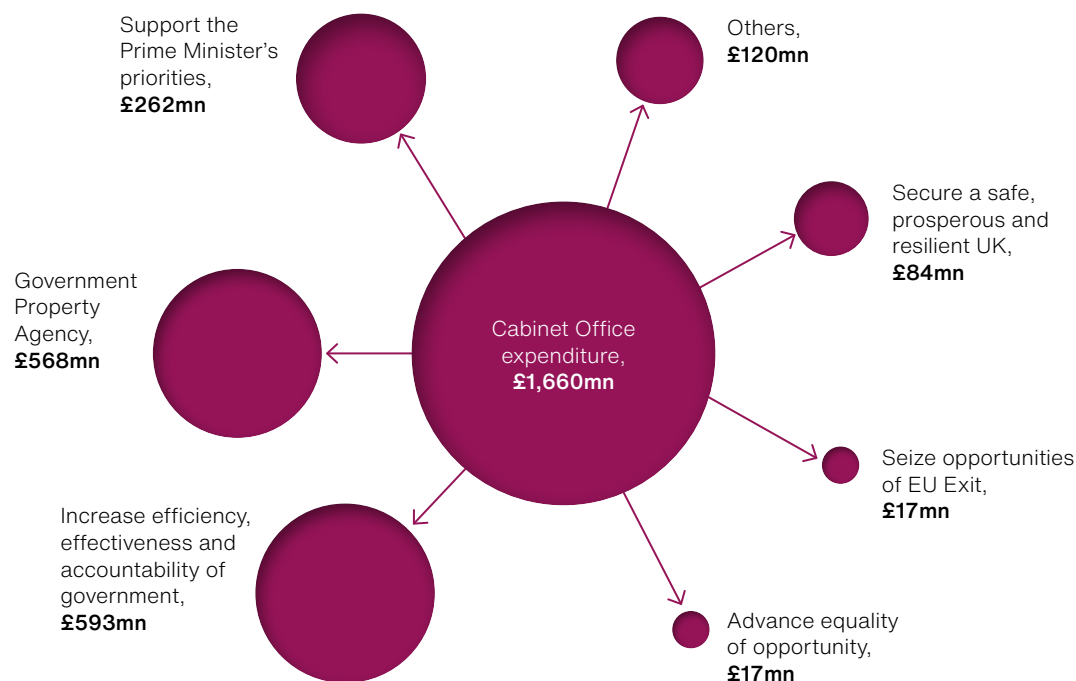 Support the
Prime Minister’s
priorities,
£262mn
Others,
£120mn
Secure a safe,
prosperous and
resilient UK,
£84mn
Government
Property
Agency,
£568mn
Cabinet Office
expenditure,
£1,660mn
Seize opportunities
of EU Exit,
£17mn
Increase efficiency,
effectiveness and
accountability of
government,
£593mn
Advance equality
of opportunity,
£17mn